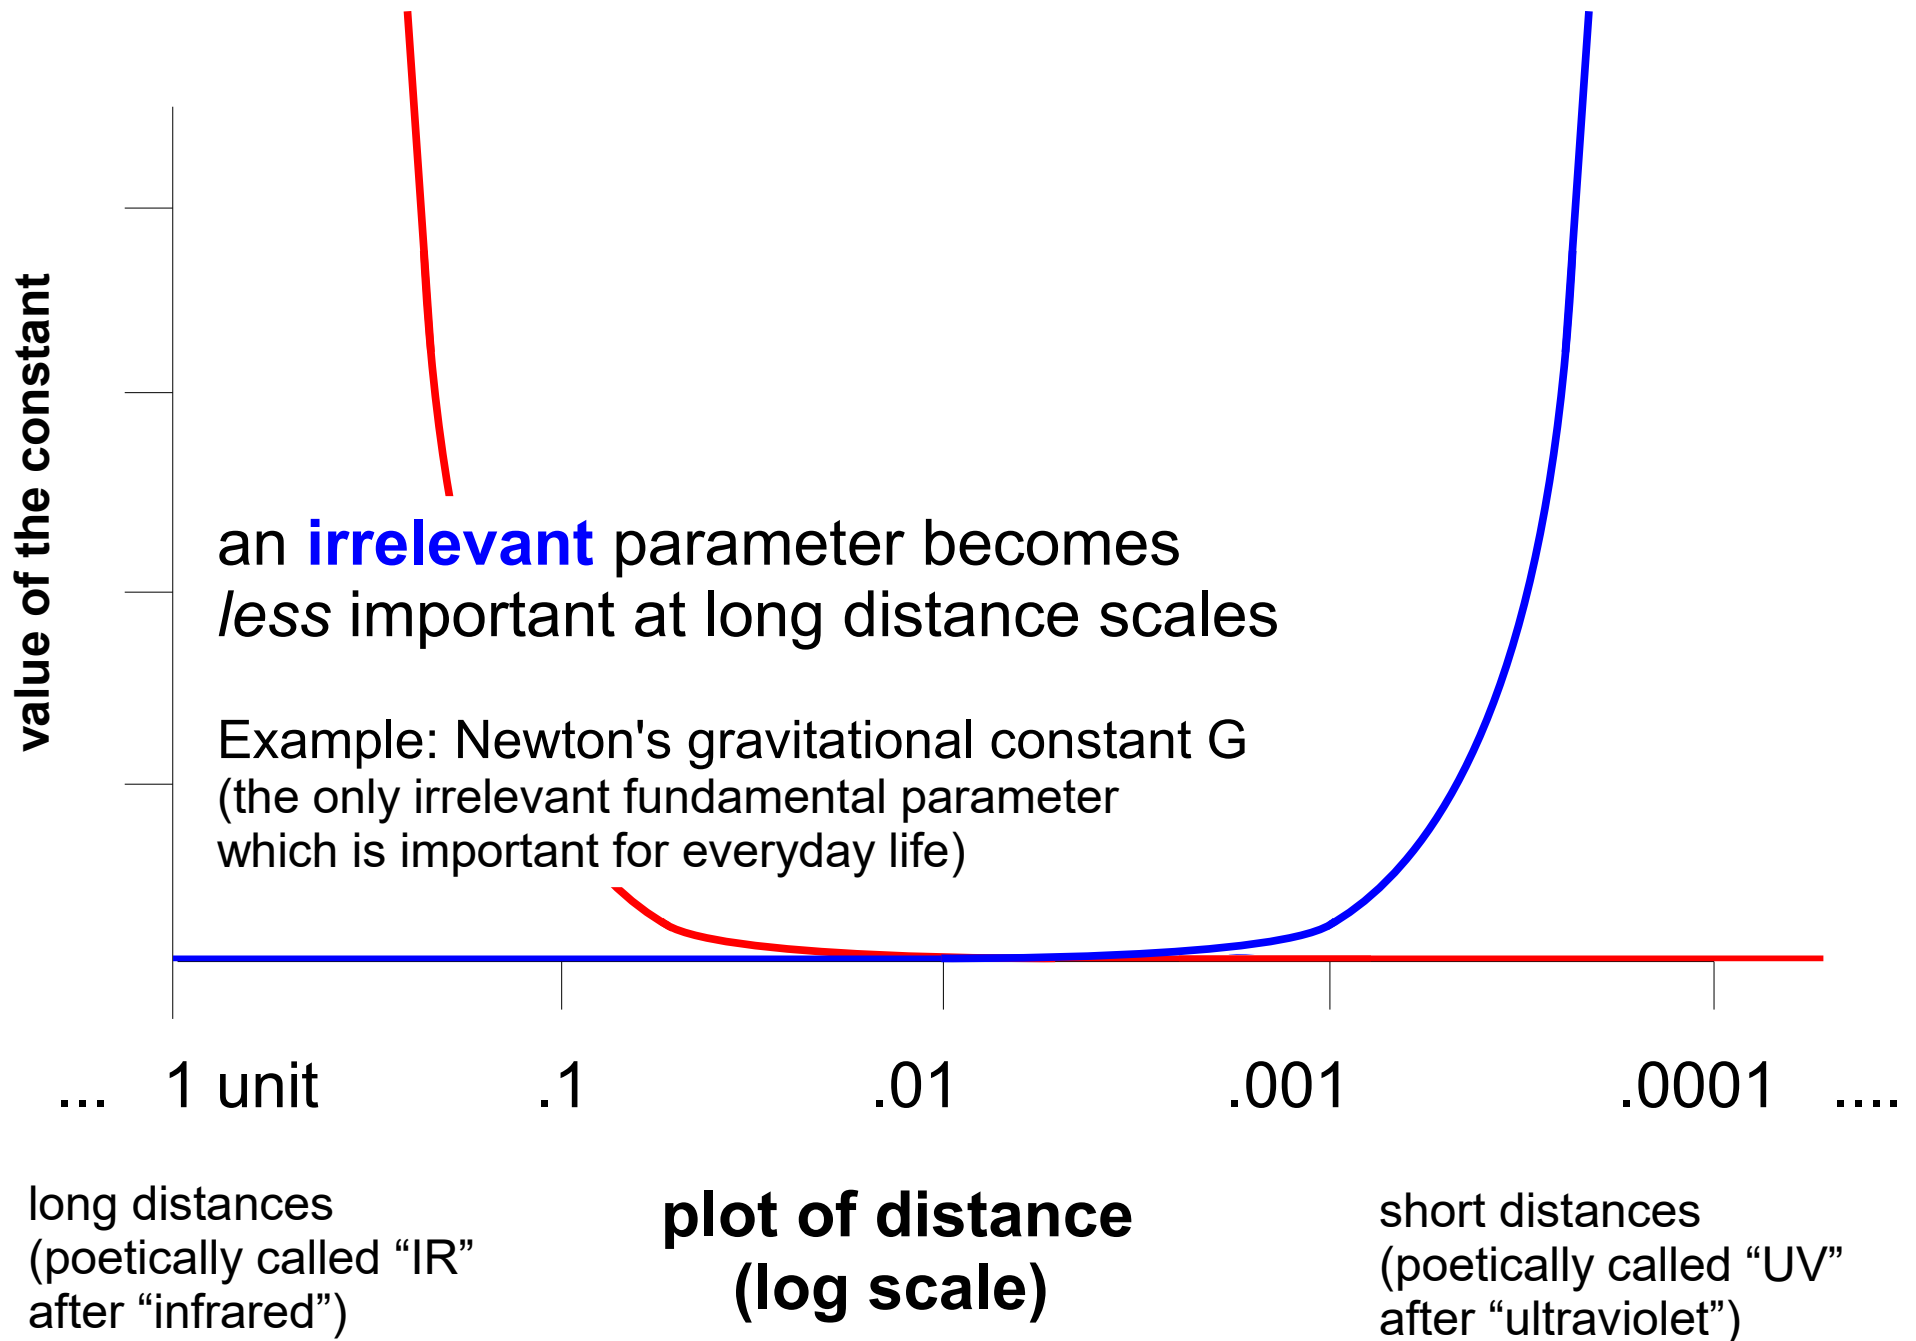 value of the constant
an irrelevant parameter becomes
less important at long distance scales
Example: Newton's gravitational constant G
(the only irrelevant fundamental parameter
which is important for everyday life)
... 1 unit .1 .01 .001 .0001 ....
long distances
(poetically called “IR”
after “infrared”)
plot of distance
(log scale)
short distances
(poetically called “UV”
after “ultraviolet”)